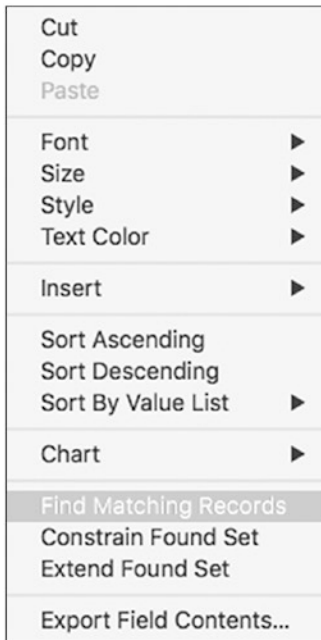 Cut
Copy
Paste
Font
Size
Style
Text Color
Insert
Sort Ascending
Sort Descending
Sort By Value List
Chart
Find Matching Records
Constrain Found Set
Extend Found Set
Export Field Contents...